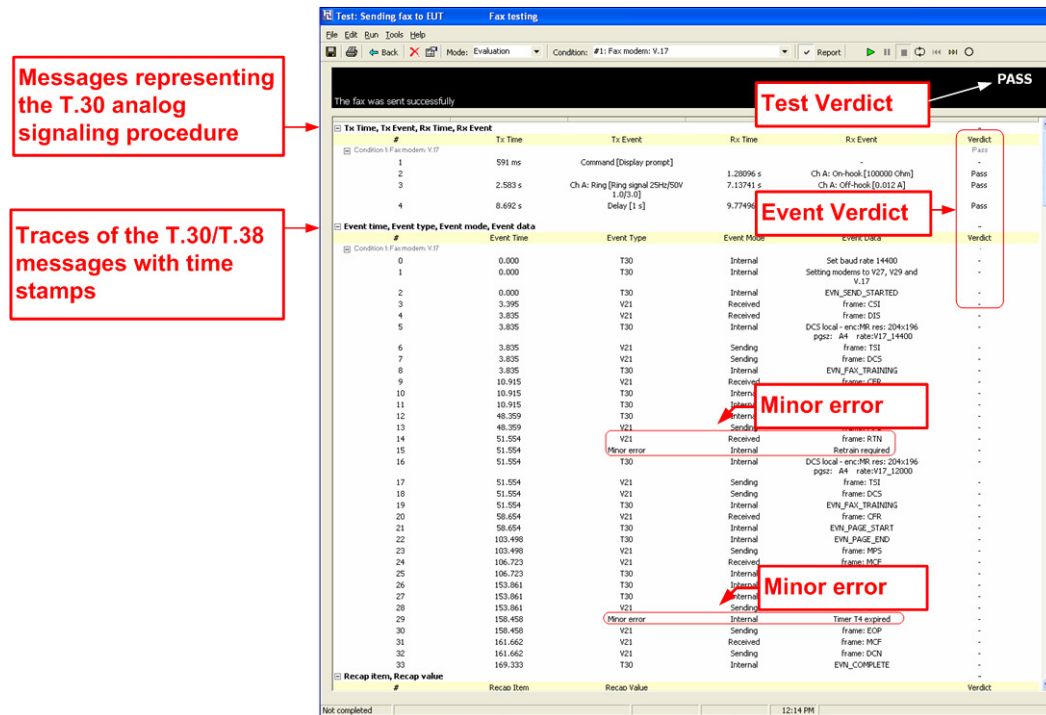 Test: Sending fax to EUT Fax testing
File Edit Run Tools Help
Back Mode: Evaluation Condition: #1: Fax modem: V.17 Report
PASS
The fax was sent successfully
Messages representing
the T.30 analog
signaling procedure
Test Verdict
Tx Time, Tx Event, Rx Time, Rx Event -
# Tx Time Tx Event Rx Time Rx Event Verdict
Condition 1: Fax modem: V.17 Pass
1 591 ms Command [Display prompt] - -
2 1.28096 s Ch A: On-hook [100000 Ohm] Pass
3 2.583 s Ch A: Ring [Ring signal 25Hz/50V 7.13741 s Ch A: Off-hook [0.012 A] Pass
1.0/3.0]
4 8.692 s Delay [1 s] 9.7749 Pass
Event Verdict
Traces of the T.30/T.38
messages with time
stamps
Event time, Event type, Event mode, Event data -
# Event Time Event Type Event Mode Event Data Verdict
Condition 1: Fax modem: V.17 -
0 0.000 T30 Internal Set baud rate 14400 -
1 0.000 T30 Internal Setting modems to V27, V29 and -
V.17
2 0.000 T30 Internal EVN_SEND_STARTED -
3 3.395 V21 Received frame: CSI -
4 3.835 V21 Received frame: DIS -
5 3.835 T30 Internal DCS local - enc:MR res: 204x196 -
pgsz: A4 rate:V17_14400
6 3.835 V21 Sending frame: TSI -
7 3.835 V21 Sending frame: DCS -
8 3.835 T30 Internal EVN_FAX_TRAINING -
9 10.915 V21 Received frame: CFR -
10 10.915 T30 -
11 10.915 T30 -
Minor error
12 48.359 T30 -
13 48.359 V21 Sending -
14 51.554 V21 Received frame: RTN -
15 51.554 Minor error Internal Retrain required -
16 51.554 T30 Internal DCS local - enc:MR res: 204x196 -
pgsz: A4 rate:V17_12000
17 51.554 V21 Sending frame: TSI -
18 51.554 V21 Sending frame: DCS -
19 51.554 T30 Internal EVN_FAX_TRAINING -
20 58.654 V21 Received frame: CFR -
21 58.654 T30 Internal EVN_PAGE_START -
22 103.498 T30 Internal EVN_PAGE_END -
23 103.498 V21 Sending frame: MPS -
24 106.723 V21 Received frame: MCF -
25 106.723 T30 Internal -
Minor error
26 153.861 T30 -
27 153.861 T30 -
28 153.861 V21 Sending -
29 158.458 Minor error Internal Timer T4 expired -
30 158.458 V21 Sending frame: EOP -
31 161.662 V21 Received frame: MCF -
32 161.662 V21 Sending frame: DCN -
33 169.333 T30 Internal EVN_COMPLETE -
Recap item, Recap value -
# Recap Item Recap Value Verdict
Not completed 12:14 PM